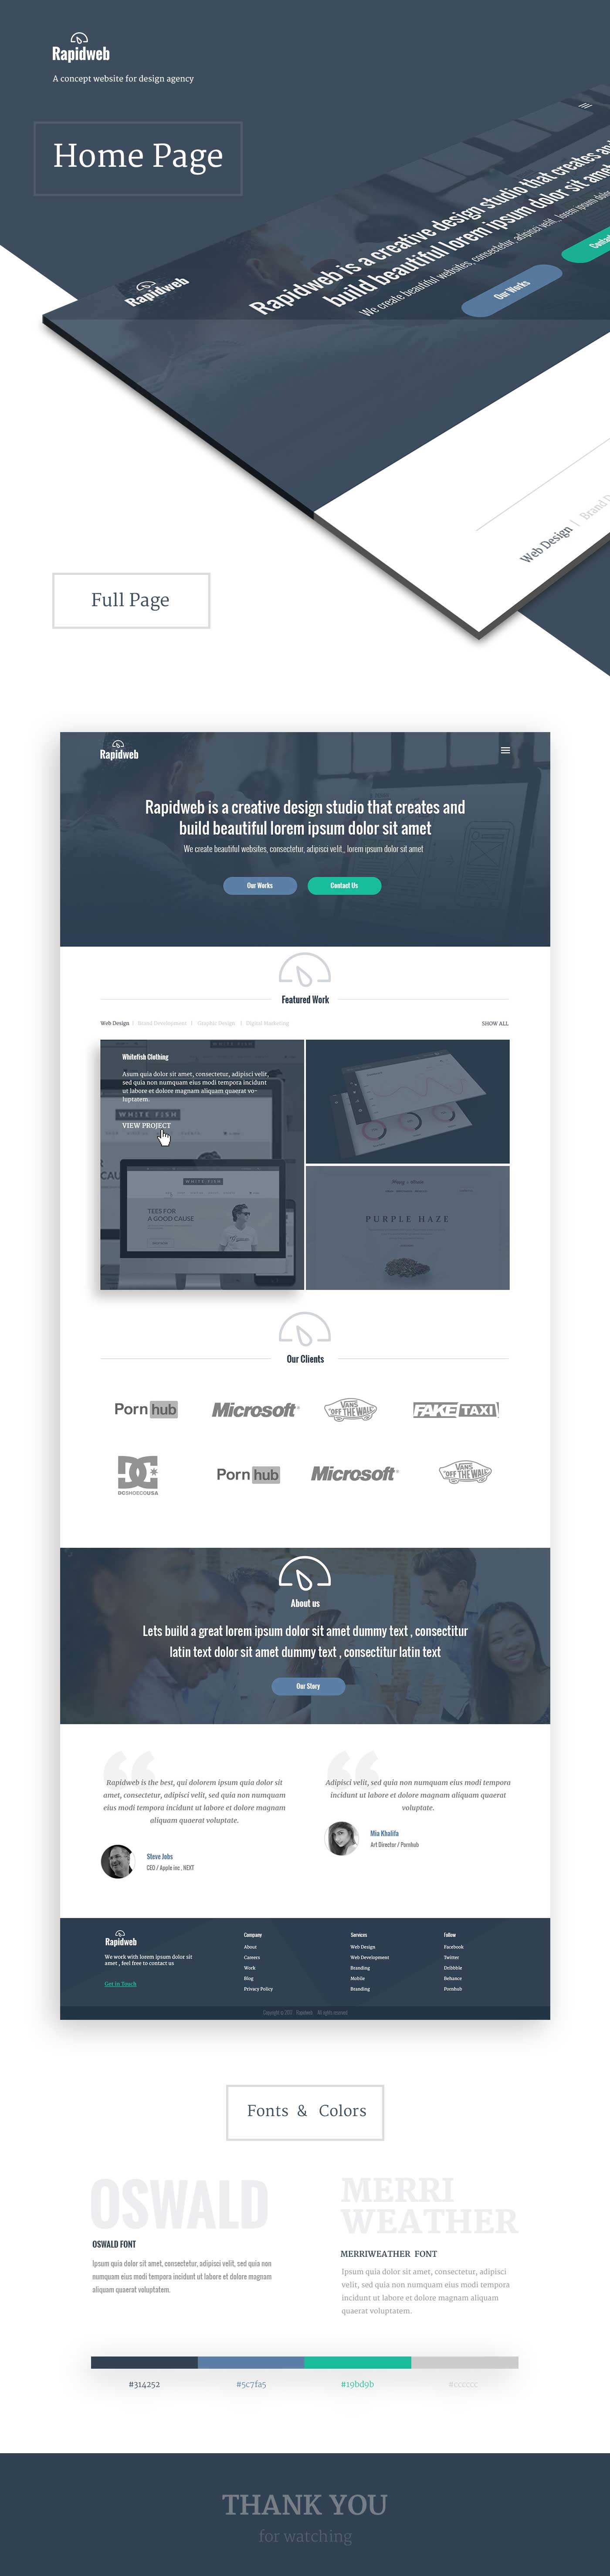 Rapidweb
A concept website for design agency
Home Page
Rapidweb is a creative design studio that creates and
build beautiful lorem ipsum dolor sit amet
We create beautiful websites, consectetur, adipisci velit,, lorem ipsum dolor
Rapidweb
Our Works
Contact
Web Design | Brand D
Full Page
Rapidweb
Rapidweb is a creative design studio that creates and
build beautiful lorem ipsum dolor sit amet
We create beautiful websites, consectetur, adipisci velit,, lorem ipsum dolor sit amet
Our Works
Contact Us
Featured Work
Web Design | Brand Development | Graphic Design | Digital Marketing
SHOW ALL
Whitefish Clothing
Asum quia dolor sit amet, consectetur, adipisci velit,
sed quia non numquam eius modi tempora incidunt
ut labore et dolore magnam aliquam quaerat vo-
luptatem.
WHITE FISH
VIEW PROJECT
WHITE FISH
TEES FOR
A GOOD CAUSE
WHITE FISH
PURPLE HAZE
Our Clients
Porn hub
Microsoft
VANS
"OFF THE WALL"
FAKE TAXI
DC
DCSHOECOUSA
Porn hub
Microsoft
VANS
"OFF THE WALL"
About us
Lets build a great lorem ipsum dolor sit amet dummy text , consectitur
latin text dolor sit amet dummy text , consectitur latin text
Our Story
Rapidweb is the best, qui dolorem ipsum quia dolor sit
amet, consectetur, adipisci velit, sed quia non numquam
eius modi tempora incidunt ut labore et dolore magnam
aliquam quaerat voluptate.
Steve Jobs
CEO / Apple inc , NEXT
Adipisci velit, sed quia non numquam eius modi tempora
incidunt ut labore et dolore magnam aliquam quaerat
voluptate.
Mia Khalifa
Art Director / Pornhub
Rapidweb
We work with lorem ipsum dolor sit
amet , feel free to contact us
Get in Touch
Company
About
Careers
Work
Blog
Privacy Policy
Services
Web Design
Web Development
Branding
Mobile
Branding
Follow
Facebook
Twitter
Dribbble
Behance
Pornhub
Rapidweb
All rights reserved
Fonts & Colors
OSWALD
OSWALD FONT
Ipsum quia dolor sit amet, consectetur, adipisci velit, sed quia non
numquam eius modi tempora incidunt ut labore et dolore magnam
aliquam quaerat voluptatem.
MERRI
WEATHER
MERRIWEATHER FONT
Ipsum quia dolor sit amet, consectetur, adipisci
velit, sed quia non numquam eius modi tempora
incidunt ut labore et dolore magnam aliquam
quaerat voluptatem.
#314252
#5c7fa5
#19bd9b
#cccccc
THANK YOU
for watching